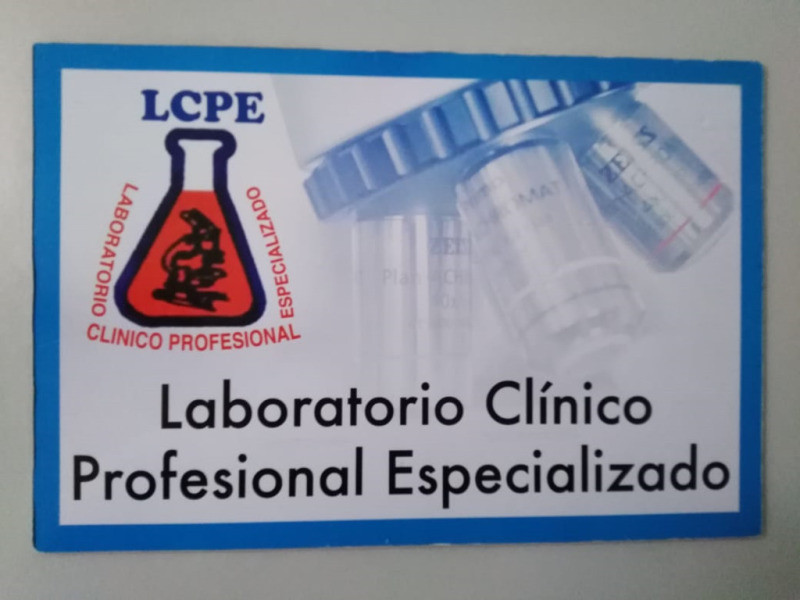 LCPE
LABORATORIO
CLINICO PROFESIONAL
ESPECIALIZADO
Laboratorio Clínico
Profesional Especializado